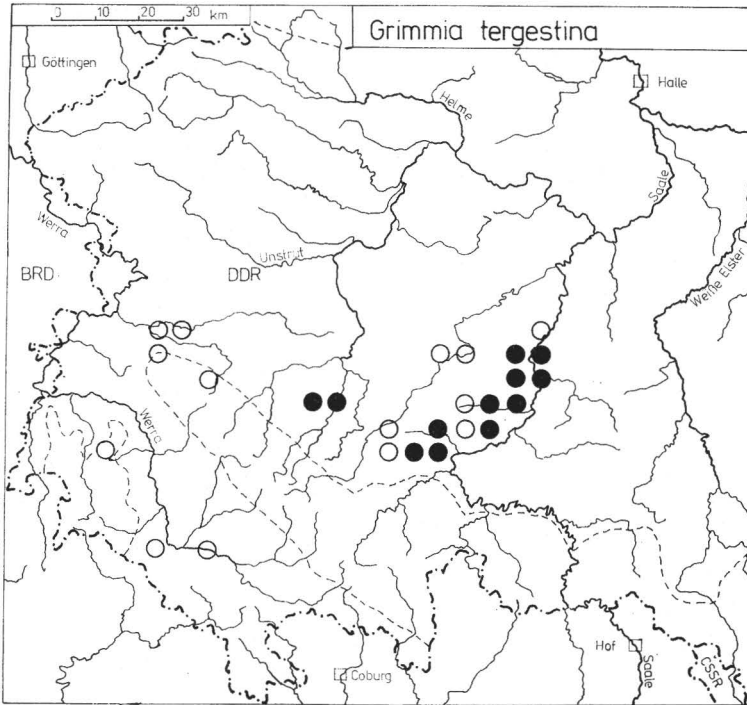 0 10 20 30 km
Grimmia tergestina
Göttingen
Halle
Helme
Saale
Werra
Unstrut
BRD
DDR
Weiße Elster
Werra
Hof
Saale
ČSSR
Coburg